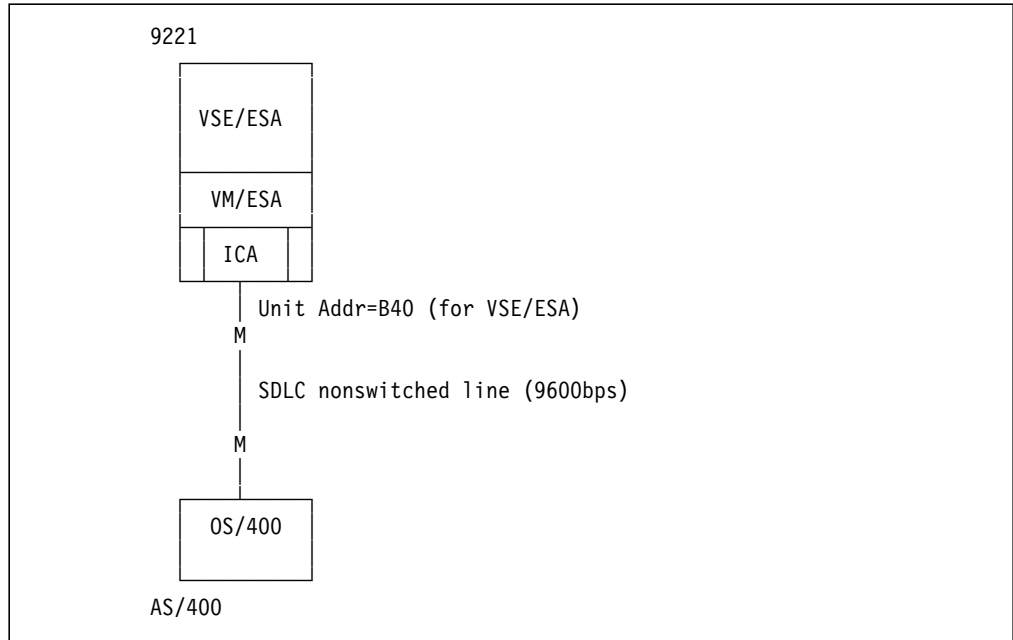 9221
VSE/ESA
VM/ESA
ICA
Unit Addr=B40 (for VSE/ESA)
M
SDLC nonswitched line (9600bps)
M
OS/400
AS/400